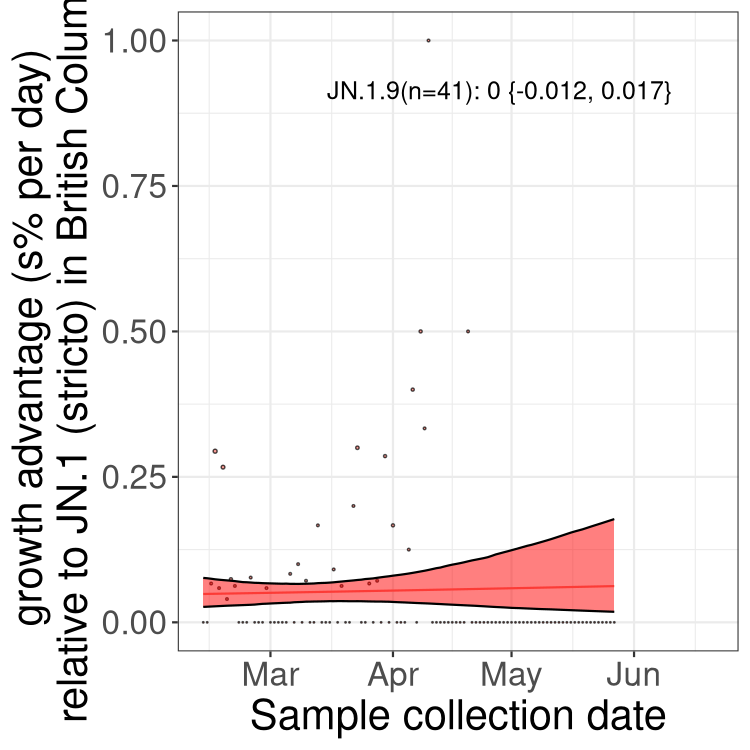 growth advantage (s% per day)
relative to JN.1 (stricto) in British Colum
1.00
0.75
0.50
0.25
0.00
JN.1.9(n=41): 0 {-0.012, 0.017}
Mar Apr May Jun
Sample collection date